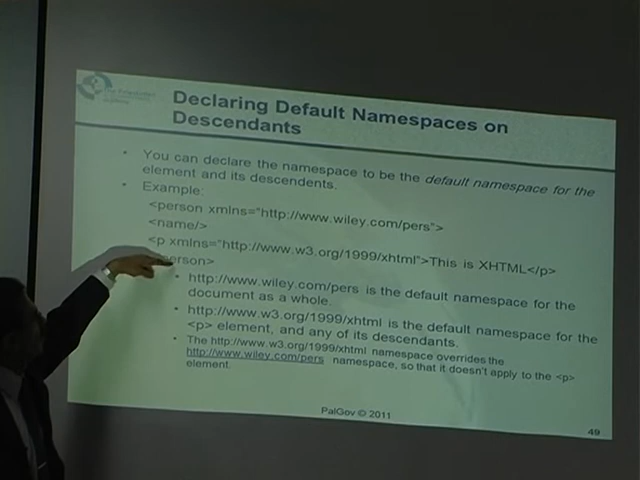 Declaring Default Namespaces on
Descendants
• You can declare the namespace to be the default namespace for the
element and its descendents.
• Example:
<person xmlns="http://www.wiley.com/pers">
<name/>
<p xmlns="http://www.w3.org/1999/xhtml">This is XHTML</p>
person>
• http://www.wiley.com/pers is the default namespace for the
document as a whole.
• http://www.w3.org/1999/xhtml is the default namespace for the
<p> element, and any of its descendants.
• The http://www.w3.org/1999/xhtml namespace overrides the
http://www.wiley.com/pers namespace, so that it doesn't apply to the <p>
element.
PalGov © 2011
49